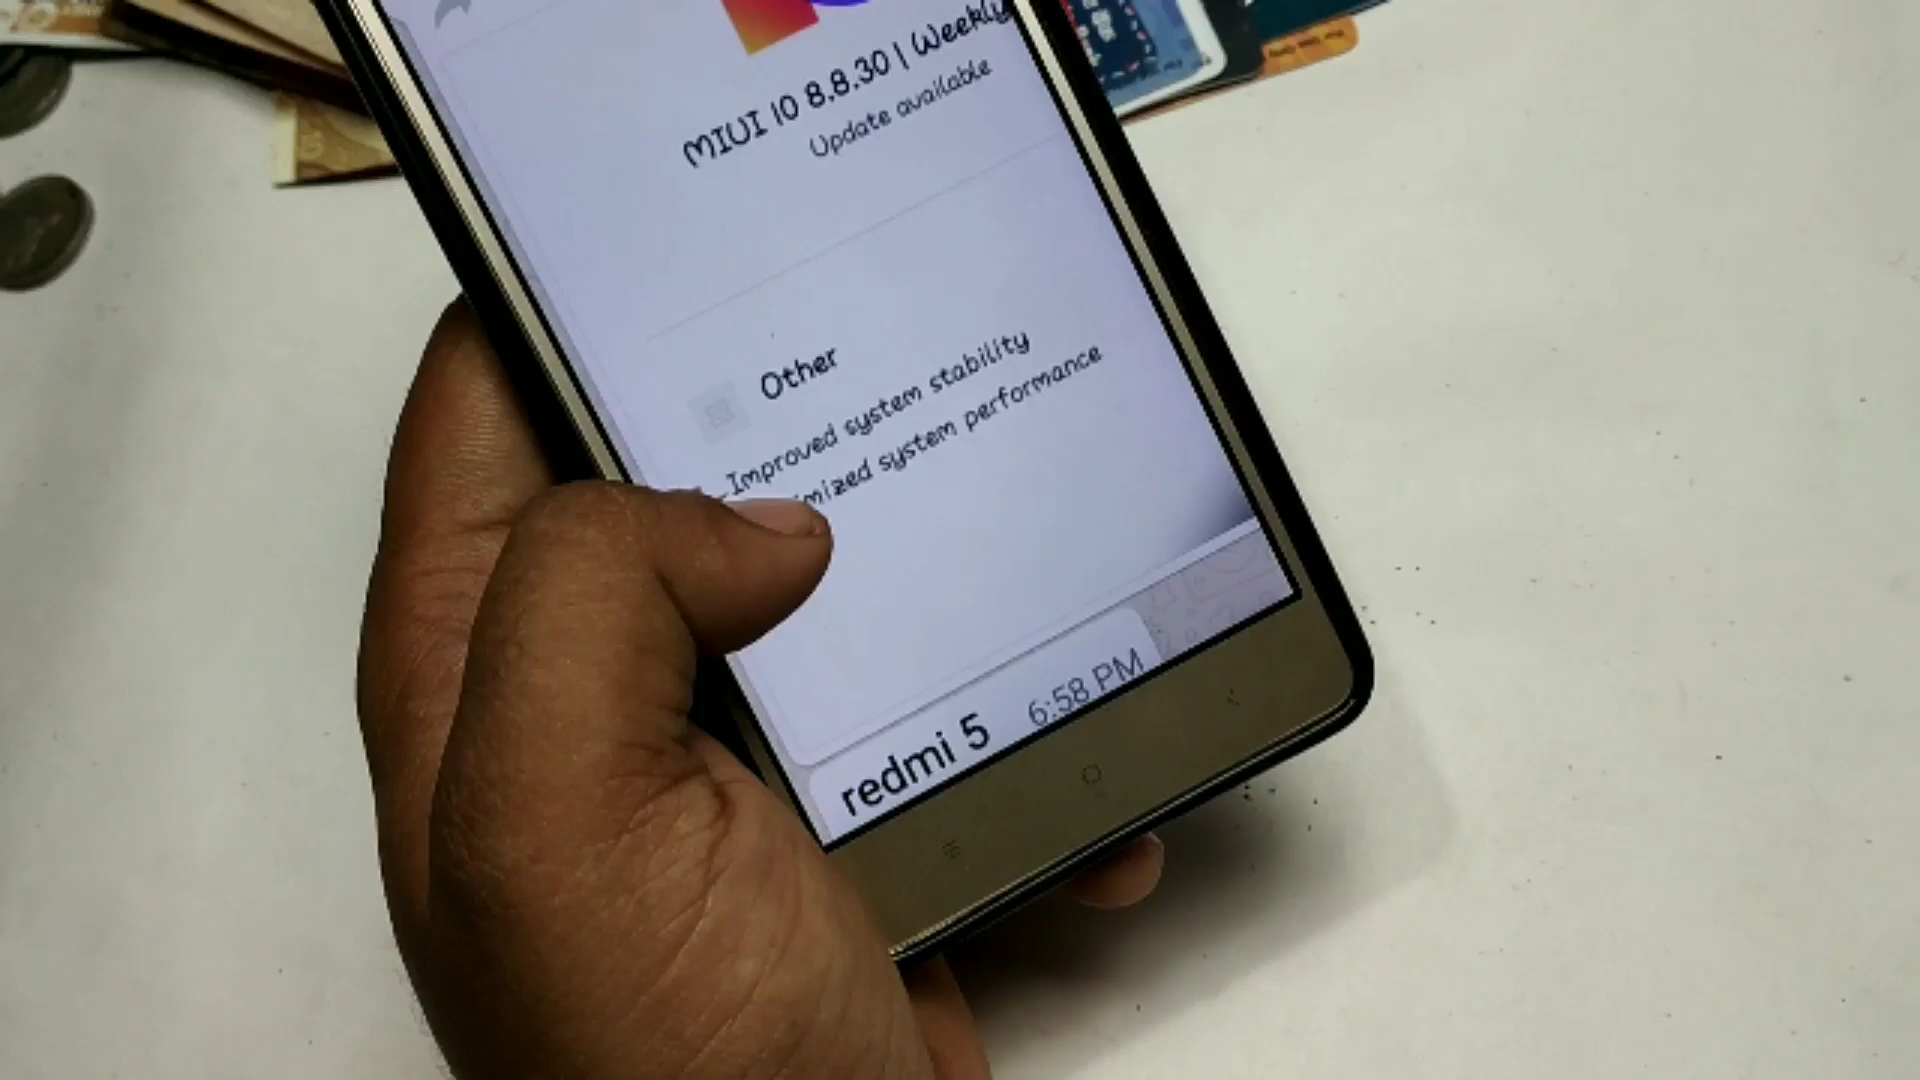 MIUI 10 8.8.30 | Weekly
Update available
Other
Improved system stability
mized system performance
redmi 5 6:58 PM